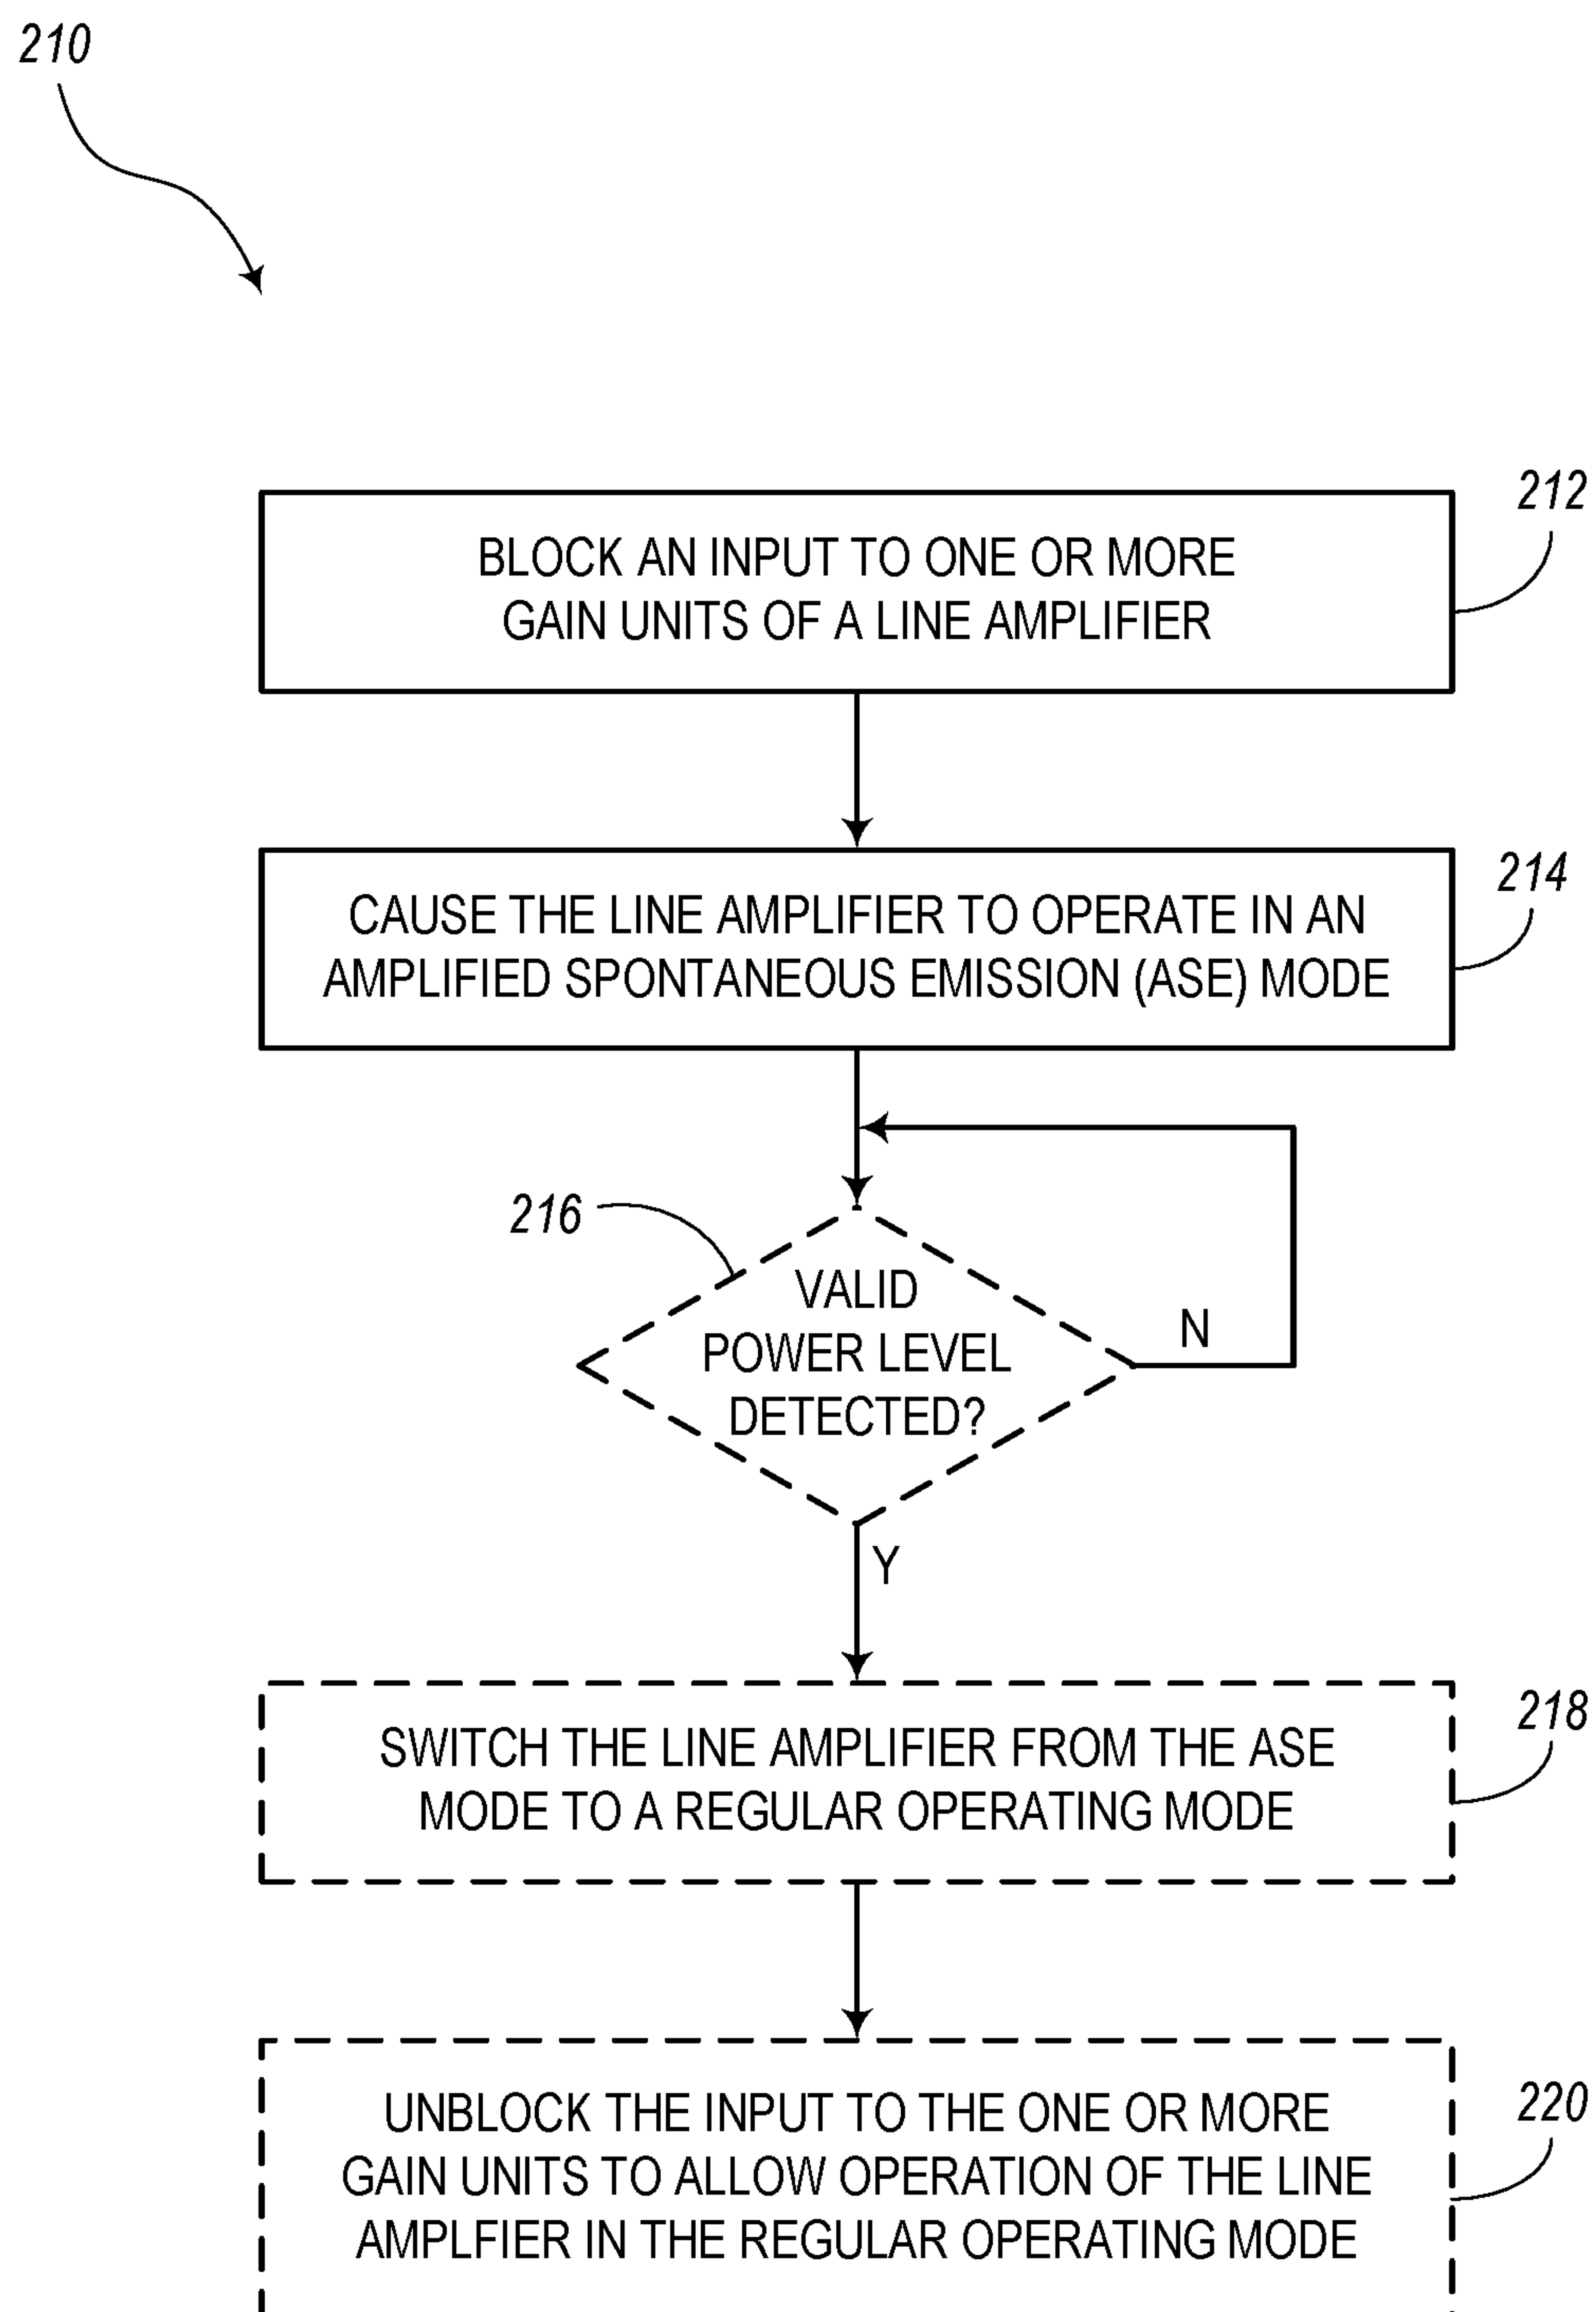 210
212
BLOCK AN INPUT TO ONE OR MORE
GAIN UNITS OF A LINE AMPLIFIER
214
CAUSE THE LINE AMPLIFIER TO OPERATE IN AN
AMPLIFIED SPONTANEOUS EMISSION (ASE) MODE
216
VALID
POWER LEVEL
DETECTED?
N
Y
218
SWITCH THE LINE AMPLIFIER FROM THE ASE
MODE TO A REGULAR OPERATING MODE
220
UNBLOCK THE INPUT TO THE ONE OR MORE
GAIN UNITS TO ALLOW OPERATION OF THE LINE
AMPLFIER IN THE REGULAR OPERATING MODE